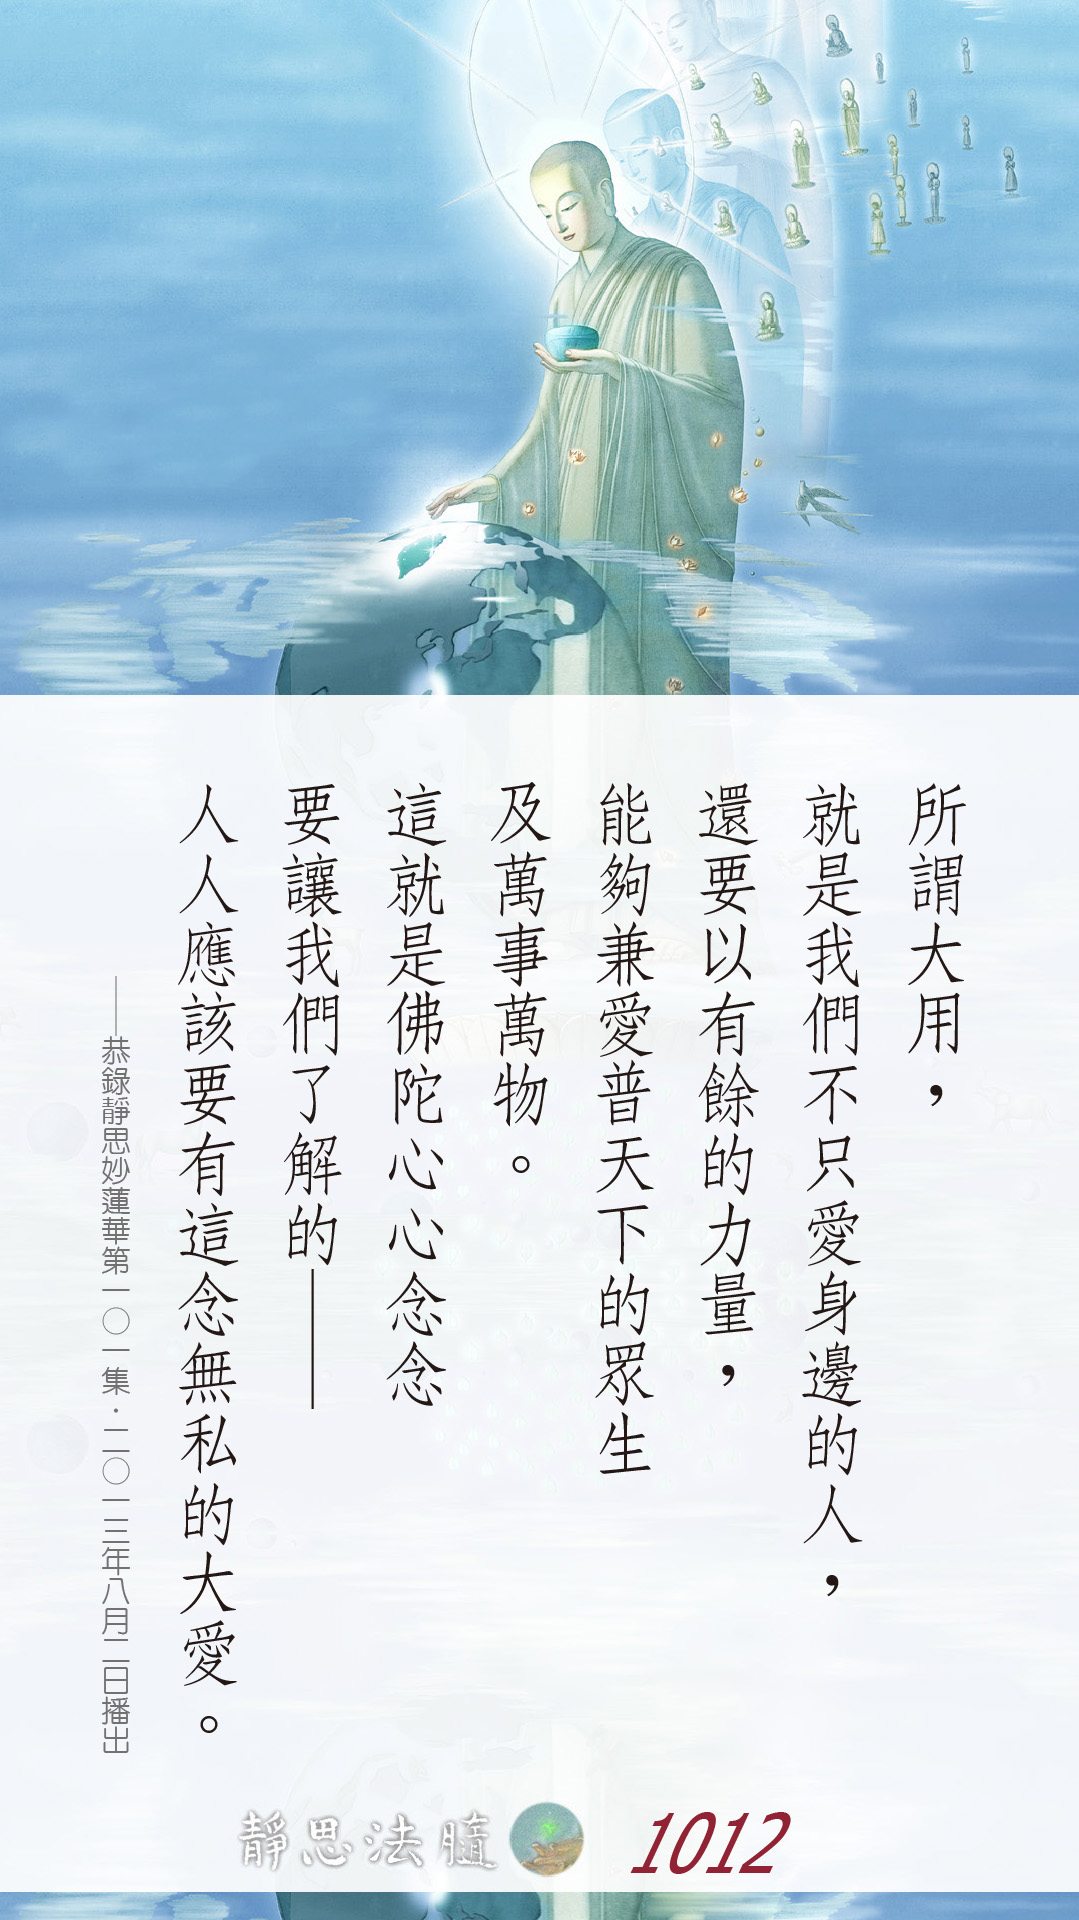 所謂大用，
就是我們不只愛身邊的人，
還要以有餘的力量，
能夠兼愛普天下的眾生
及萬事萬物。
這就是佛陀心心念念
要讓我們了解的——
人人應該要有這念無私的大愛。
——恭錄靜思妙蓮華第一〇一集．二〇一三年八月二日播出
靜思法髓
1012